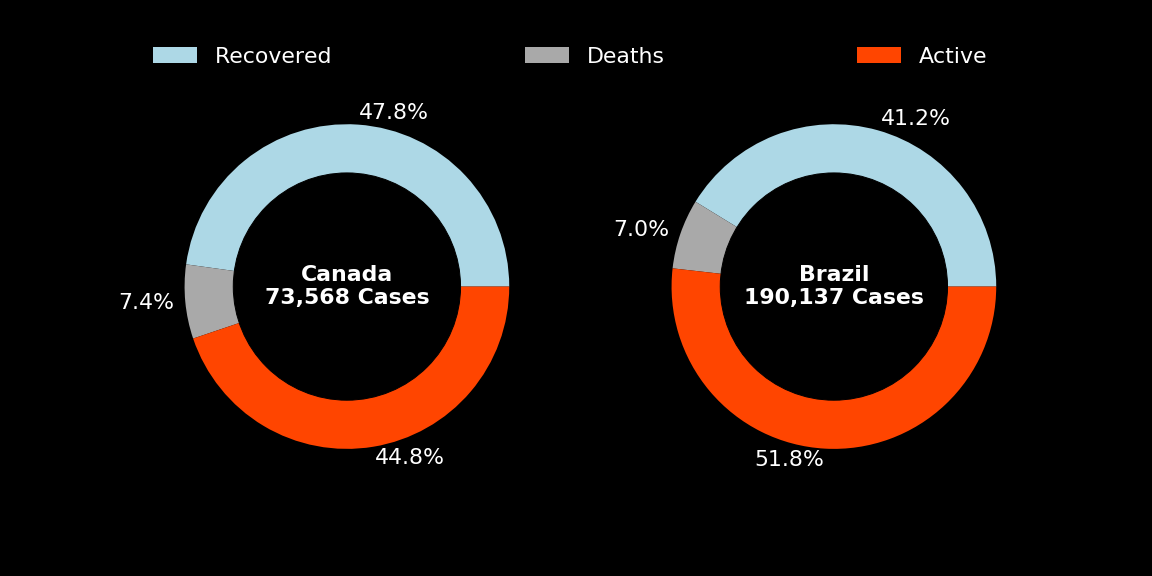 Recovered
Deaths
Active
47.8%
7.4%
Canada
73,568 Cases
44.8%
41.2%
7.0%
Brazil
190,137 Cases
51.8%